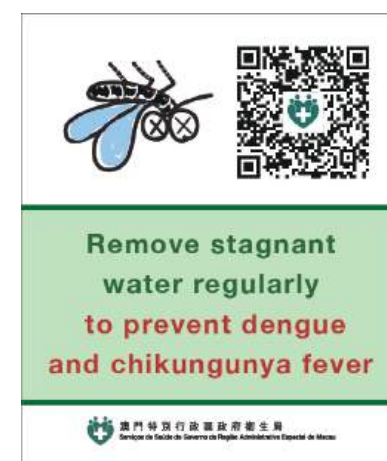 Remove stagnant
water regularly
to prevent dengue
and chikungunya fever
澳門特別行政區政府衛生局
Serviços de Saúde do Governo da Região Administrativa Especial de Macau